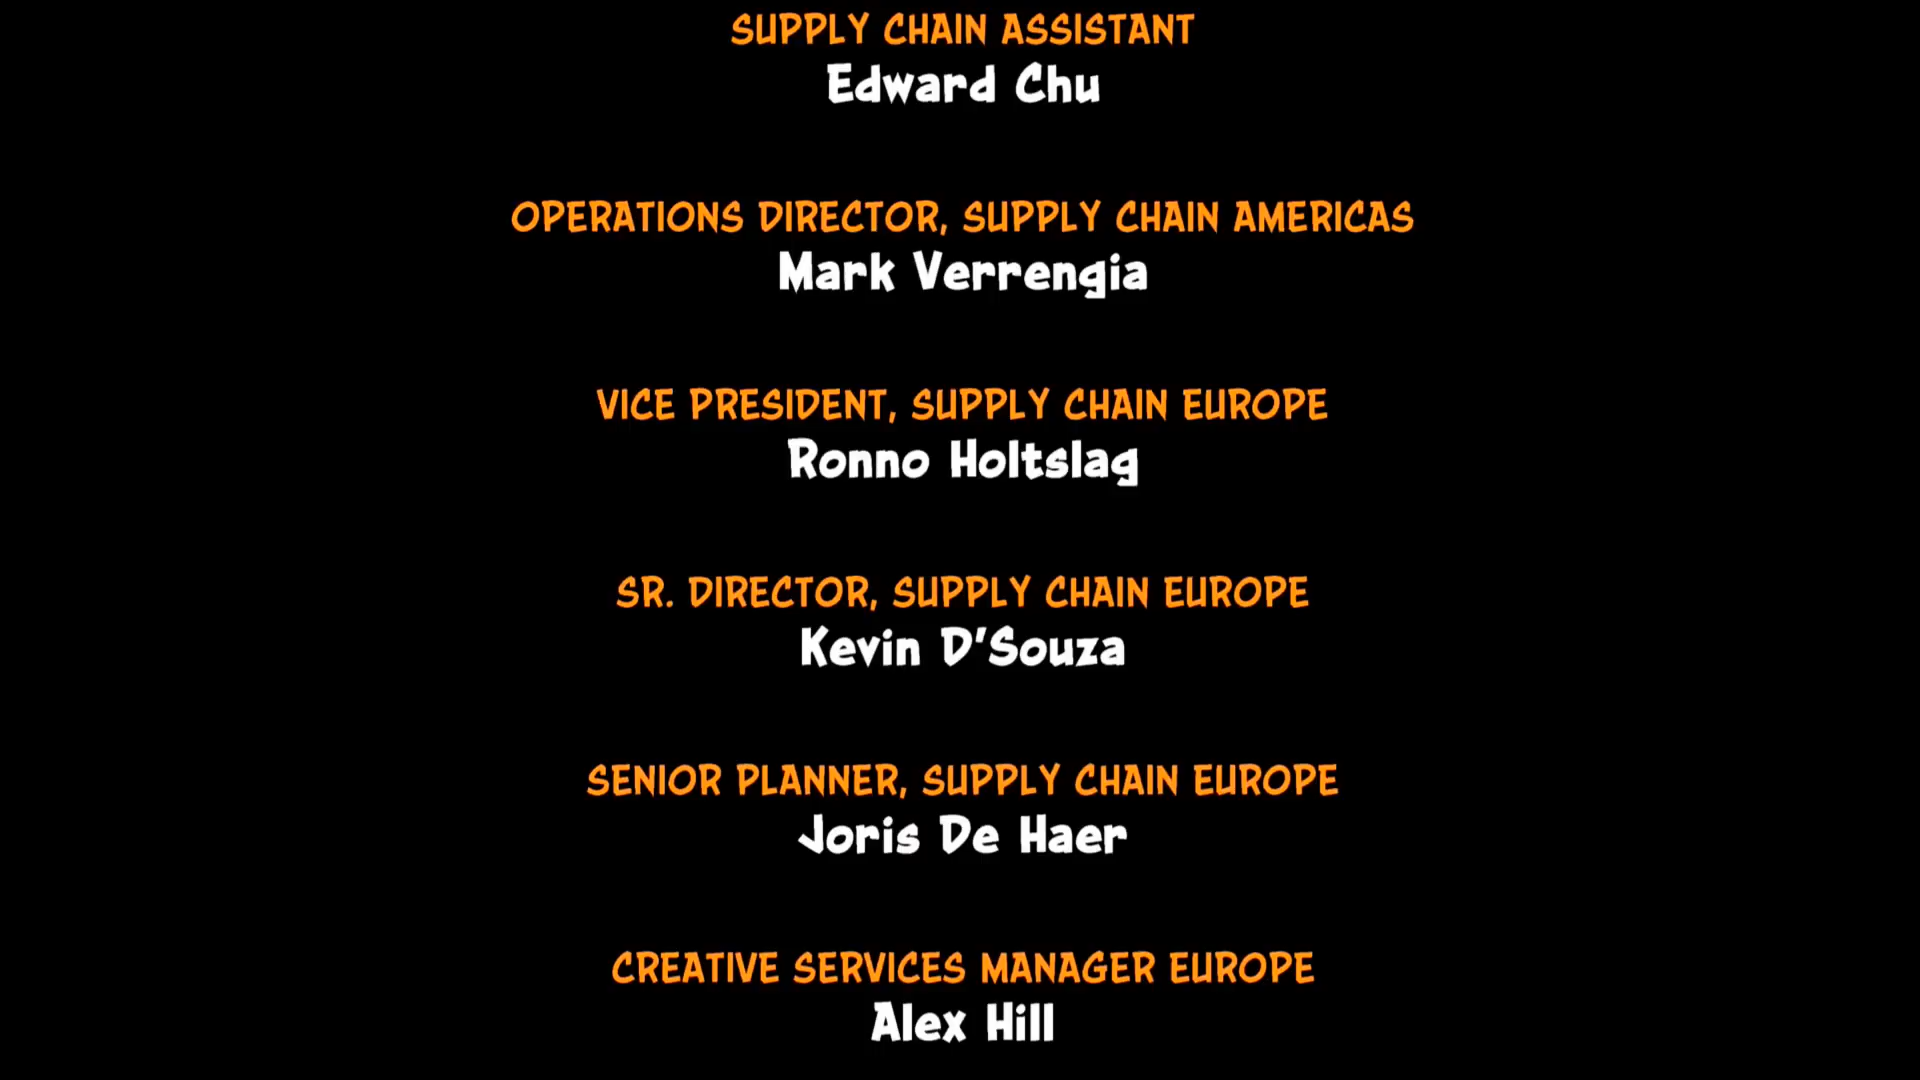 SUPPLY CHAIN ASSISTANT
Edward Chu
OPERATIONS DIRECTOR, SUPPLY CHAIN AMERICAS
Mark Verrengia
VICE PRESIDENT, SUPPLY CHAIN EUROPE
Ronno Holtslag
SR. DIRECTOR, SUPPLY CHAIN EUROPE
Kevin D'Souza
SENIOR PLANNER, SUPPLY CHAIN EUROPE
Joris De Haer
CREATIVE SERVICES MANAGER EUROPE
Alex Hill